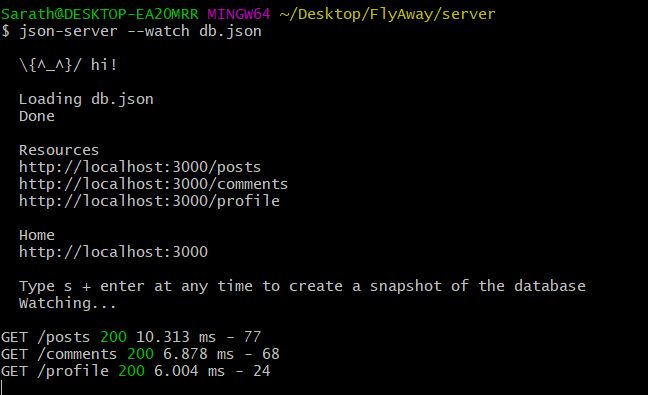 Sarath@DESKTOP-EA2OMRR MINGW64 ~/Desktop/FlyAway/server
$ json-server --watch db.json
\{^_^}/ hi!
Loading db.json
Done
Resources
http://localhost:3000/posts
http://localhost:3000/comments
http://localhost:3000/profile
Home
http://localhost:3000
Type s + enter at any time to create a snapshot of the database
Watching...
GET /posts 200 10.313 ms - 77
GET /comments 200 6.878 ms - 68
GET /profile 200 6.004 ms - 24